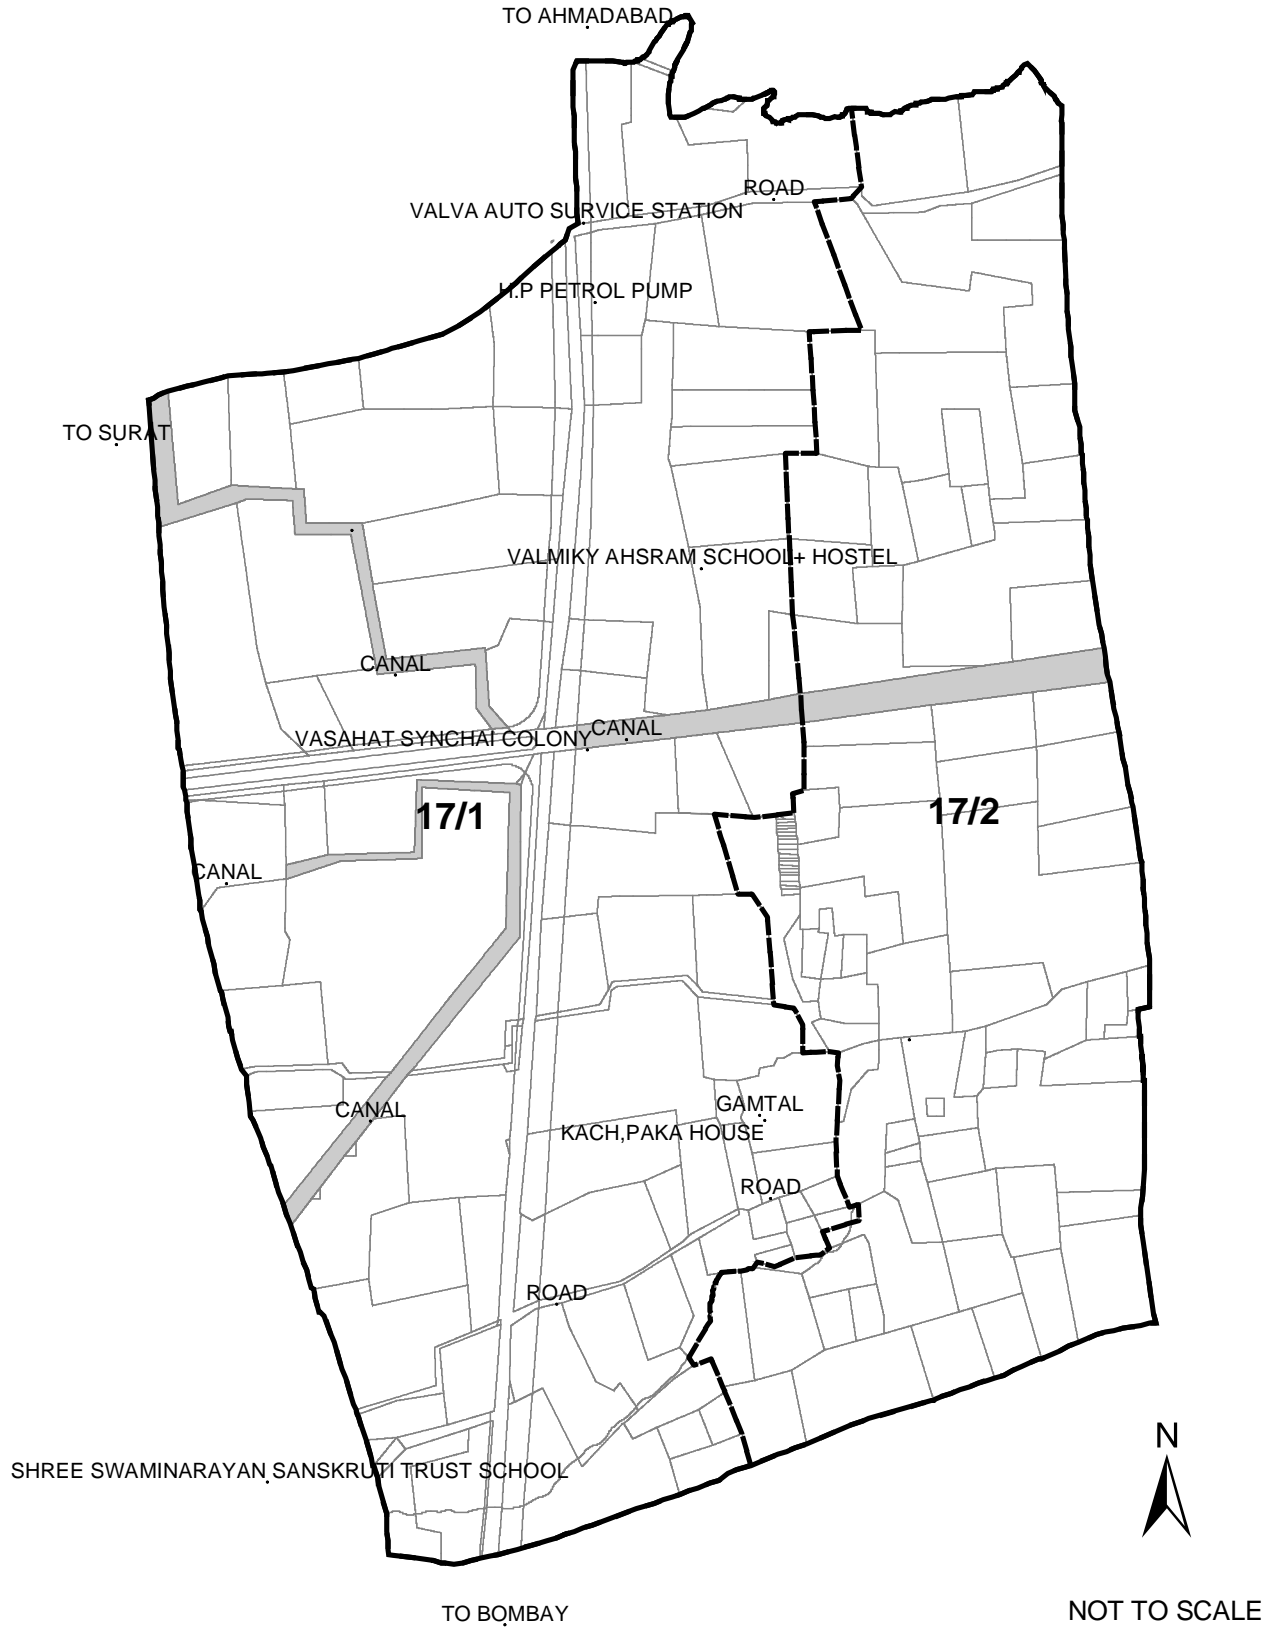 TO AHMADABAD
ROAD
VALVA AUTO SURVICE STATION
H.P PETROL PUMP
TO SURAT
VALMIKY AHSRAM SCHOOL+ HOSTEL
CANAL
CANAL
VASAHAT SYNCHAI COLONY
17/1
17/2
CANAL
GAMTAL
CANAL
KACH,PAKA HOUSE
ROAD
ROAD
N
SHREE SWAMINARAYAN SANSKRUTI TRUST SCHOOL
NOT TO SCALE
TO BOMBAY